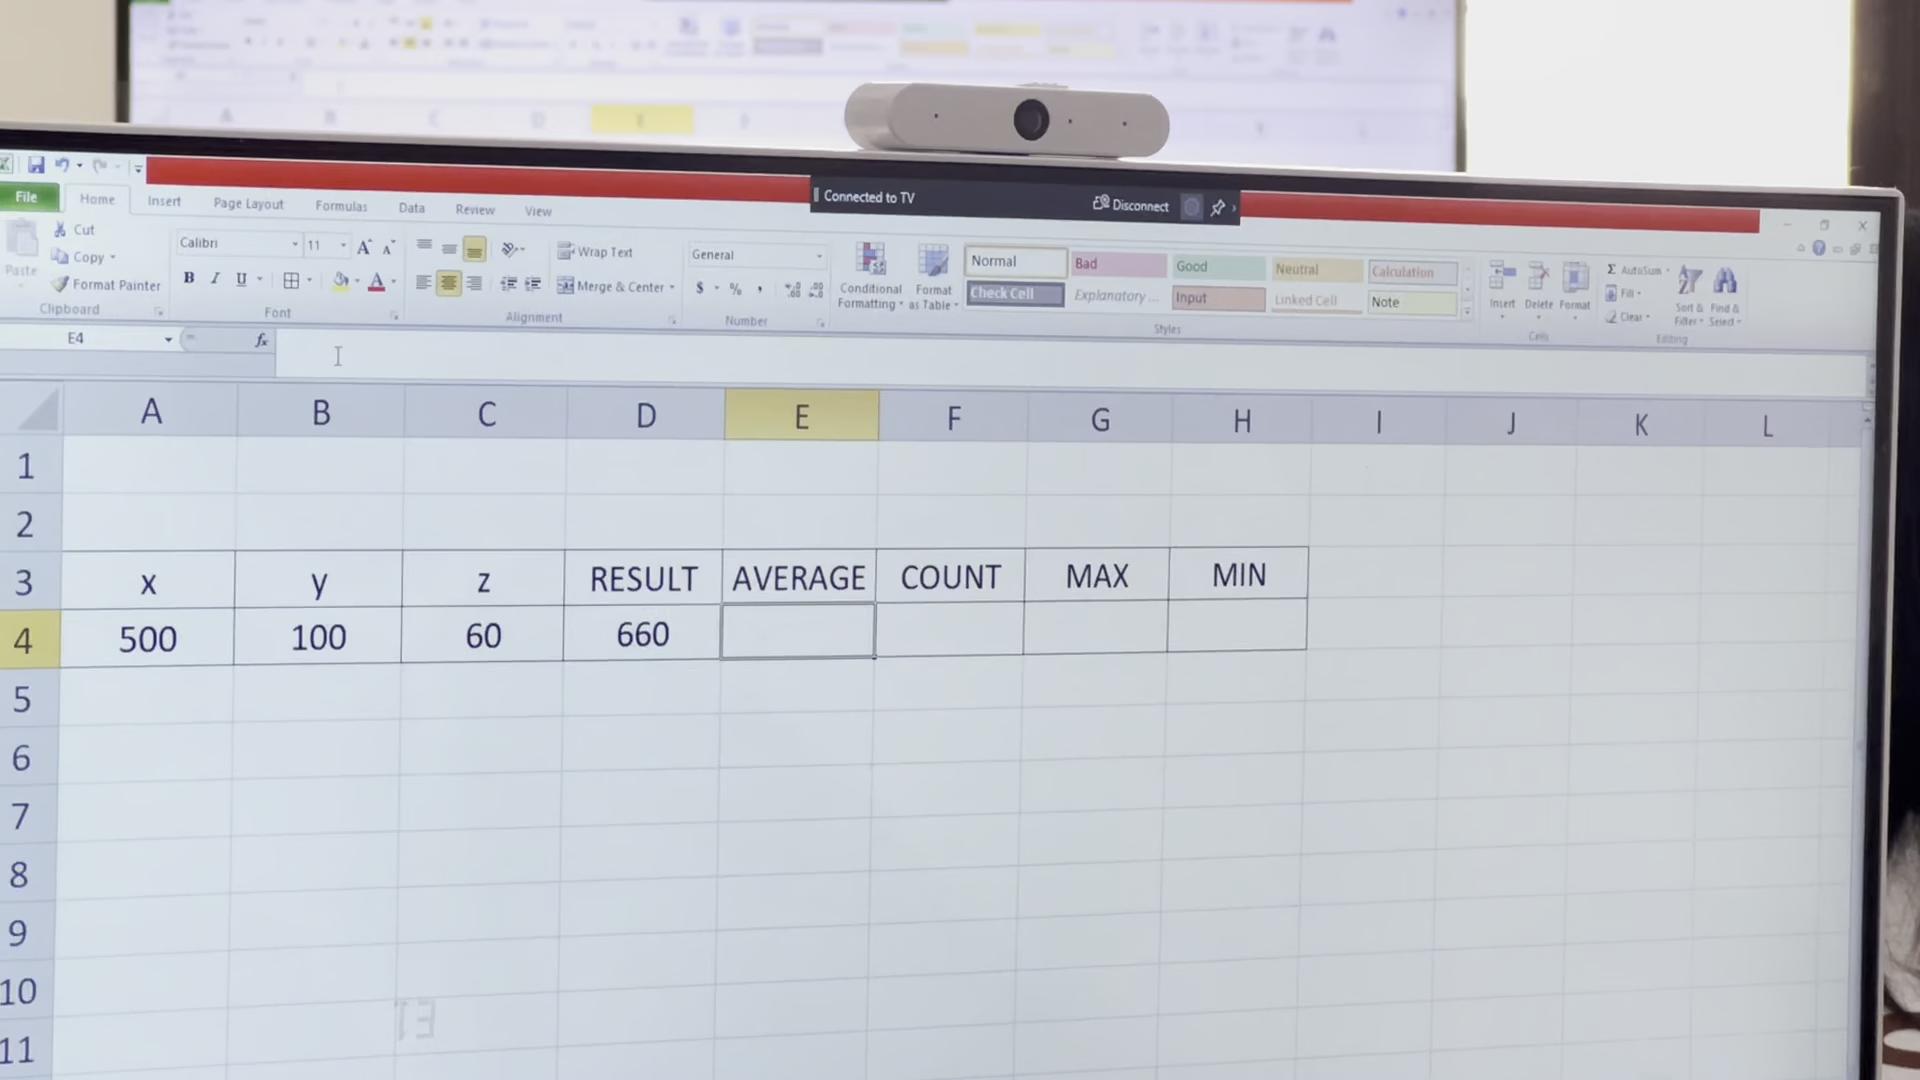 Connected to TV Disconnect
File Home Insert Page Layout Formulas Data Review View
Cut
Copy
Format Painter
Paste
Clipboard
Calibri 11
B I U A
Font
Wrap Text
Merge & Center
Alignment
General
$ % ,
Number
Conditional Formatting
Format as Table
Normal Bad Good Neutral Calculation
Check Cell Explanatory ... Input Linked Cell Note
Styles
Insert Delete Format
Cells
Σ AutoSum
Fill
Clear
Sort & Filter
Find & Select
Editing
E4 fx
A B C D E F G H I J K L
1
2
3 x y z RESULT AVERAGE COUNT MAX MIN
4 500 100 60 660
5
6
7
8
9
10
11